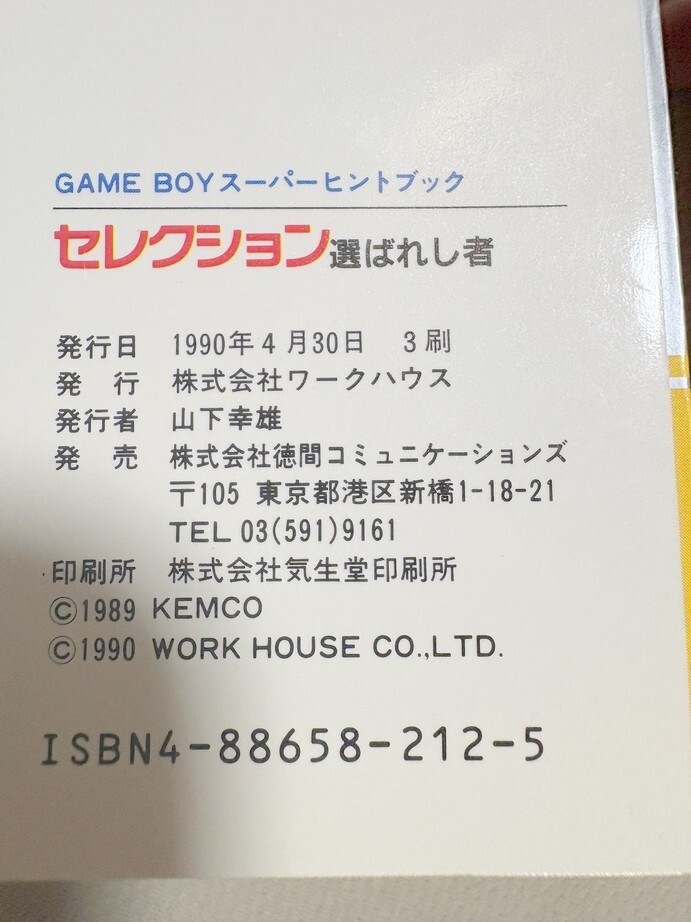 GAME BOYスーパーヒントブック
セレクション選ばれし者
発行日 1990年4月30日 3刷
発 行 株式会社ワークハウス
発行者 山下幸雄
発 売 株式会社徳間コミュニケーションズ
〒105 東京都港区新橋1-18-21
TEL 03(591)9161
印刷所 株式会社気生堂印刷所
©1989 KEMCO
©1990 WORK HOUSE CO.,LTD.
ISBN4-88658-212-5